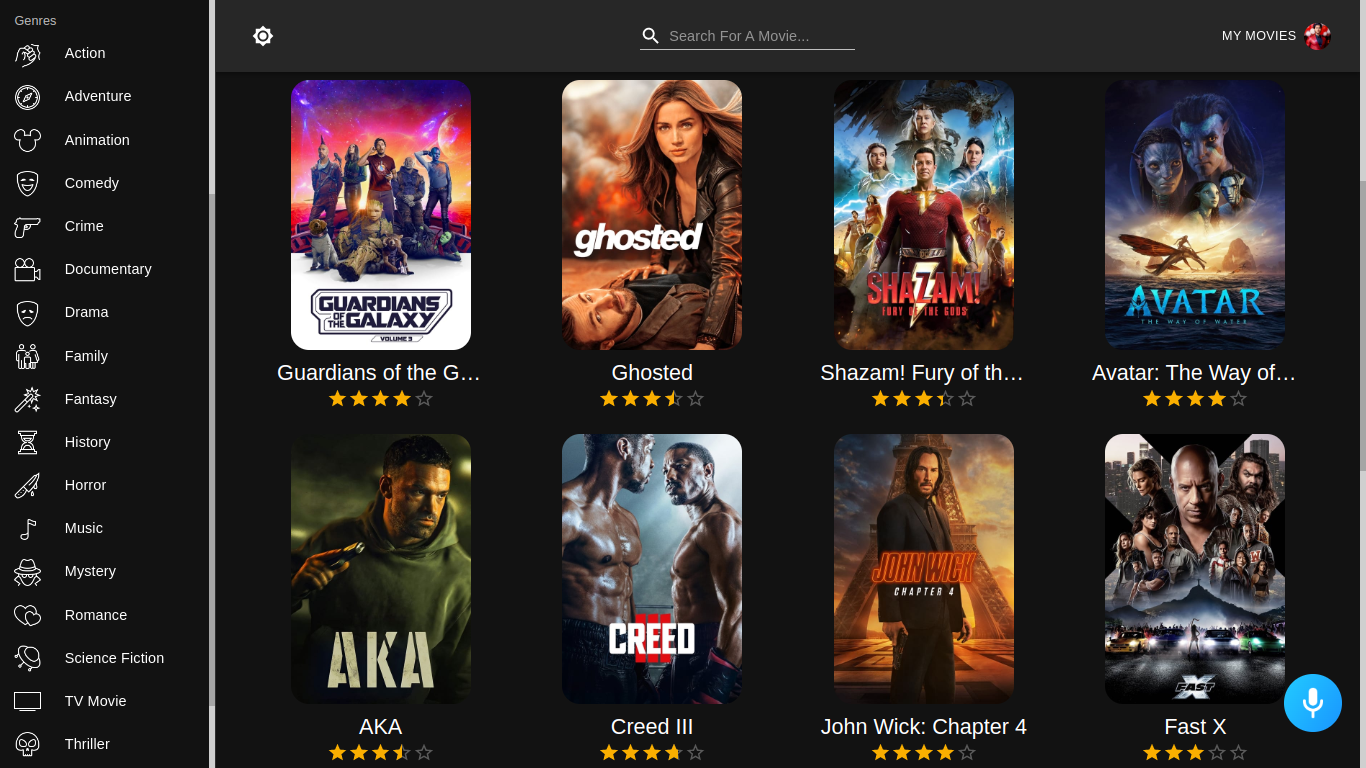 Genres
Action
Adventure
Animation
Comedy
Crime
Documentary
Drama
Family
Fantasy
History
Horror
Music
Mystery
Romance
Science Fiction
TV Movie
Thriller
Search For A Movie...
MY MOVIES
GUARDIANS
OF THE GALAXY
VOLUME 3
Guardians of the G...
ghosted
Ghosted
SHAZAM!
FURY OF THE GODS
Shazam! Fury of th...
AVATAR
THE WAY OF WATER
Avatar: The Way of...
AKA
AKA
CREED
III
Creed III
JOHN WICK
CHAPTER 4
John Wick: Chapter 4
FAST X
Fast X